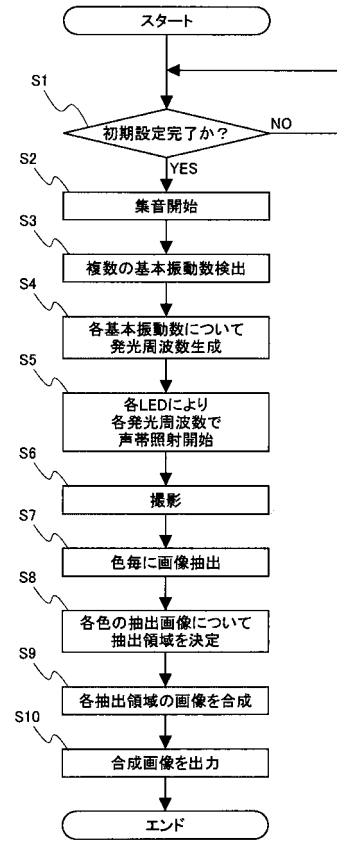 スタート
S1
初期設定完了か？
NO
YES
S2
集音開始
S3
複数の基本振動数検出
S4
各基本振動数について
発光周波数生成
S5
各LEDにより
各発光周波数で
声帯照射開始
S6
撮影
S7
色毎に画像抽出
S8
各色の抽出画像について
抽出領域を決定
S9
各抽出領域の画像を合成
S10
合成画像を出力
エンド